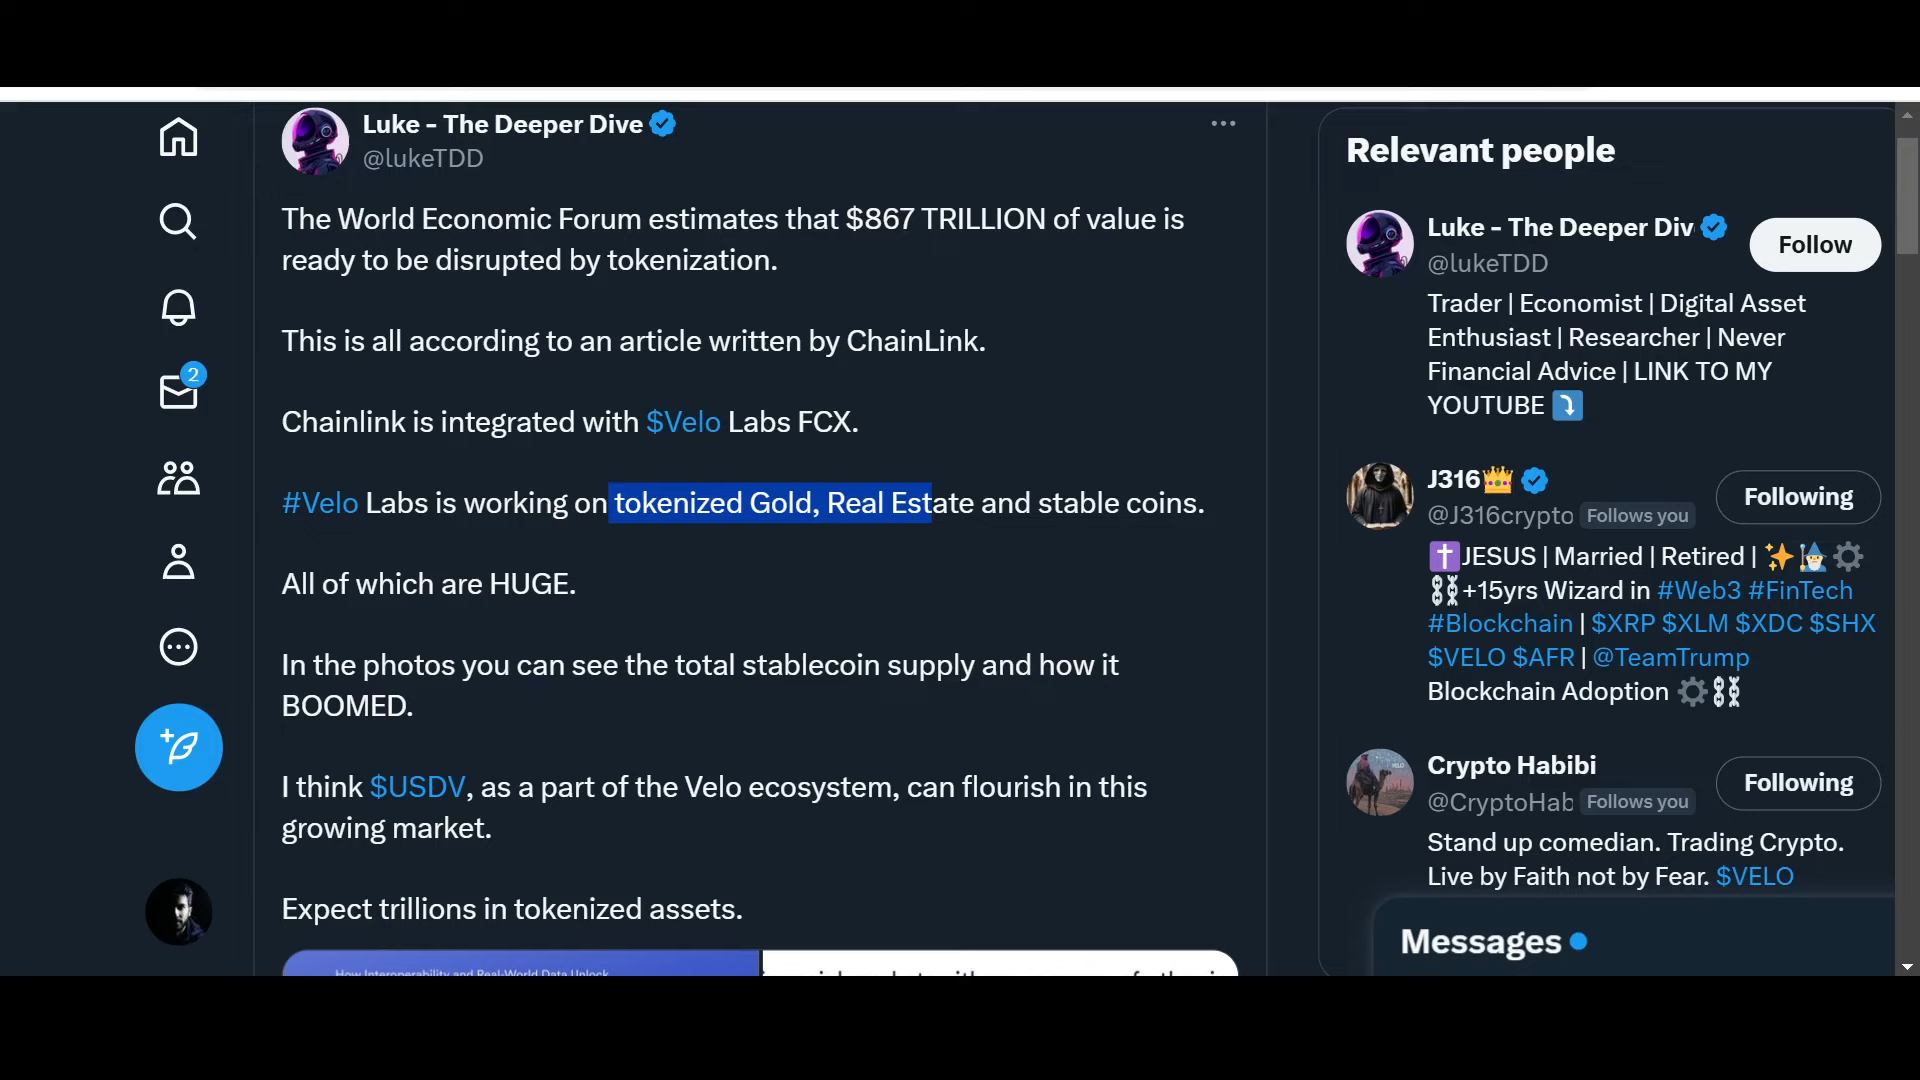 Luke - The Deeper Dive
@lukeTDD
The World Economic Forum estimates that $867 TRILLION of value is
ready to be disrupted by tokenization.
This is all according to an article written by ChainLink.
Chainlink is integrated with $Velo Labs FCX.
#Velo Labs is working on tokenized Gold, Real Estate and stable coins.
All of which are HUGE.
In the photos you can see the total stablecoin supply and how it
BOOMED.
I think $USDV, as a part of the Velo ecosystem, can flourish in this
growing market.
Expect trillions in tokenized assets.
How Interoperability and Real-World Data Unlock
2
Relevant people
Luke - The Deeper Div
@lukeTDD
Follow
Trader | Economist | Digital Asset
Enthusiast | Researcher | Never
Financial Advice | LINK TO MY
YOUTUBE ⤵️
J316👑
@J316crypto Follows you
Following
✝️JESUS | Married | Retired | ✨🧙‍♂️⚙️
⛓️+15yrs Wizard in #Web3 #FinTech
#Blockchain | $XRP $XLM $XDC $SHX
$VELO $AFR | @TeamTrump
Blockchain Adoption ⚙️⛓️
Crypto Habibi
@CryptoHab Follows you
Following
Stand up comedian. Trading Crypto.
Live by Faith not by Fear. $VELO
Messages